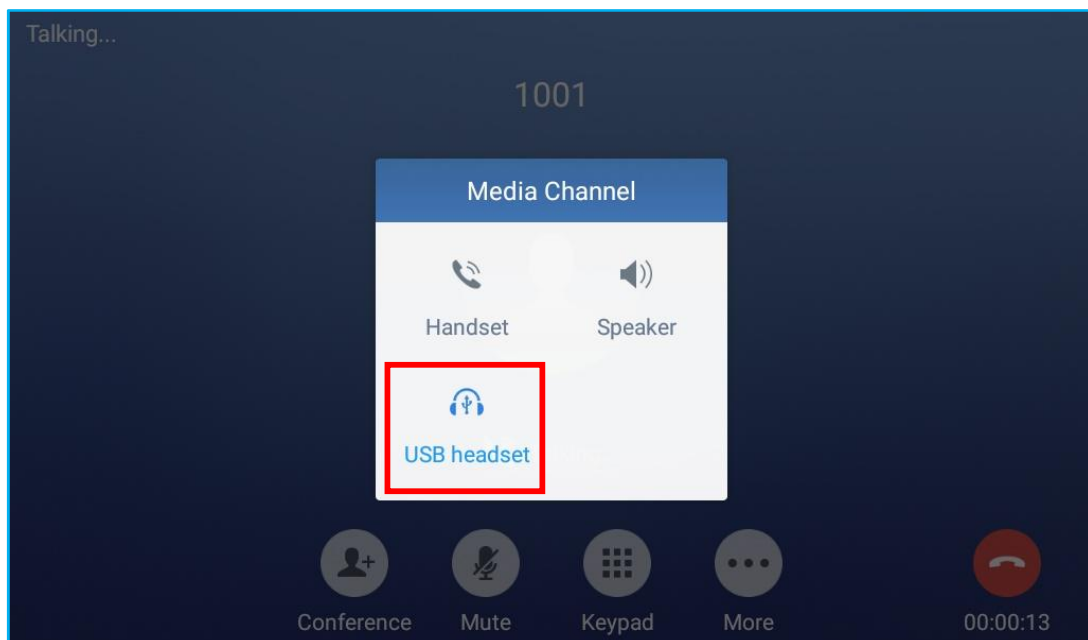 Talking...
1001
Media Channel
Handset
Speaker
USB headset
Conference
Mute
Keypad
More
00:00:13